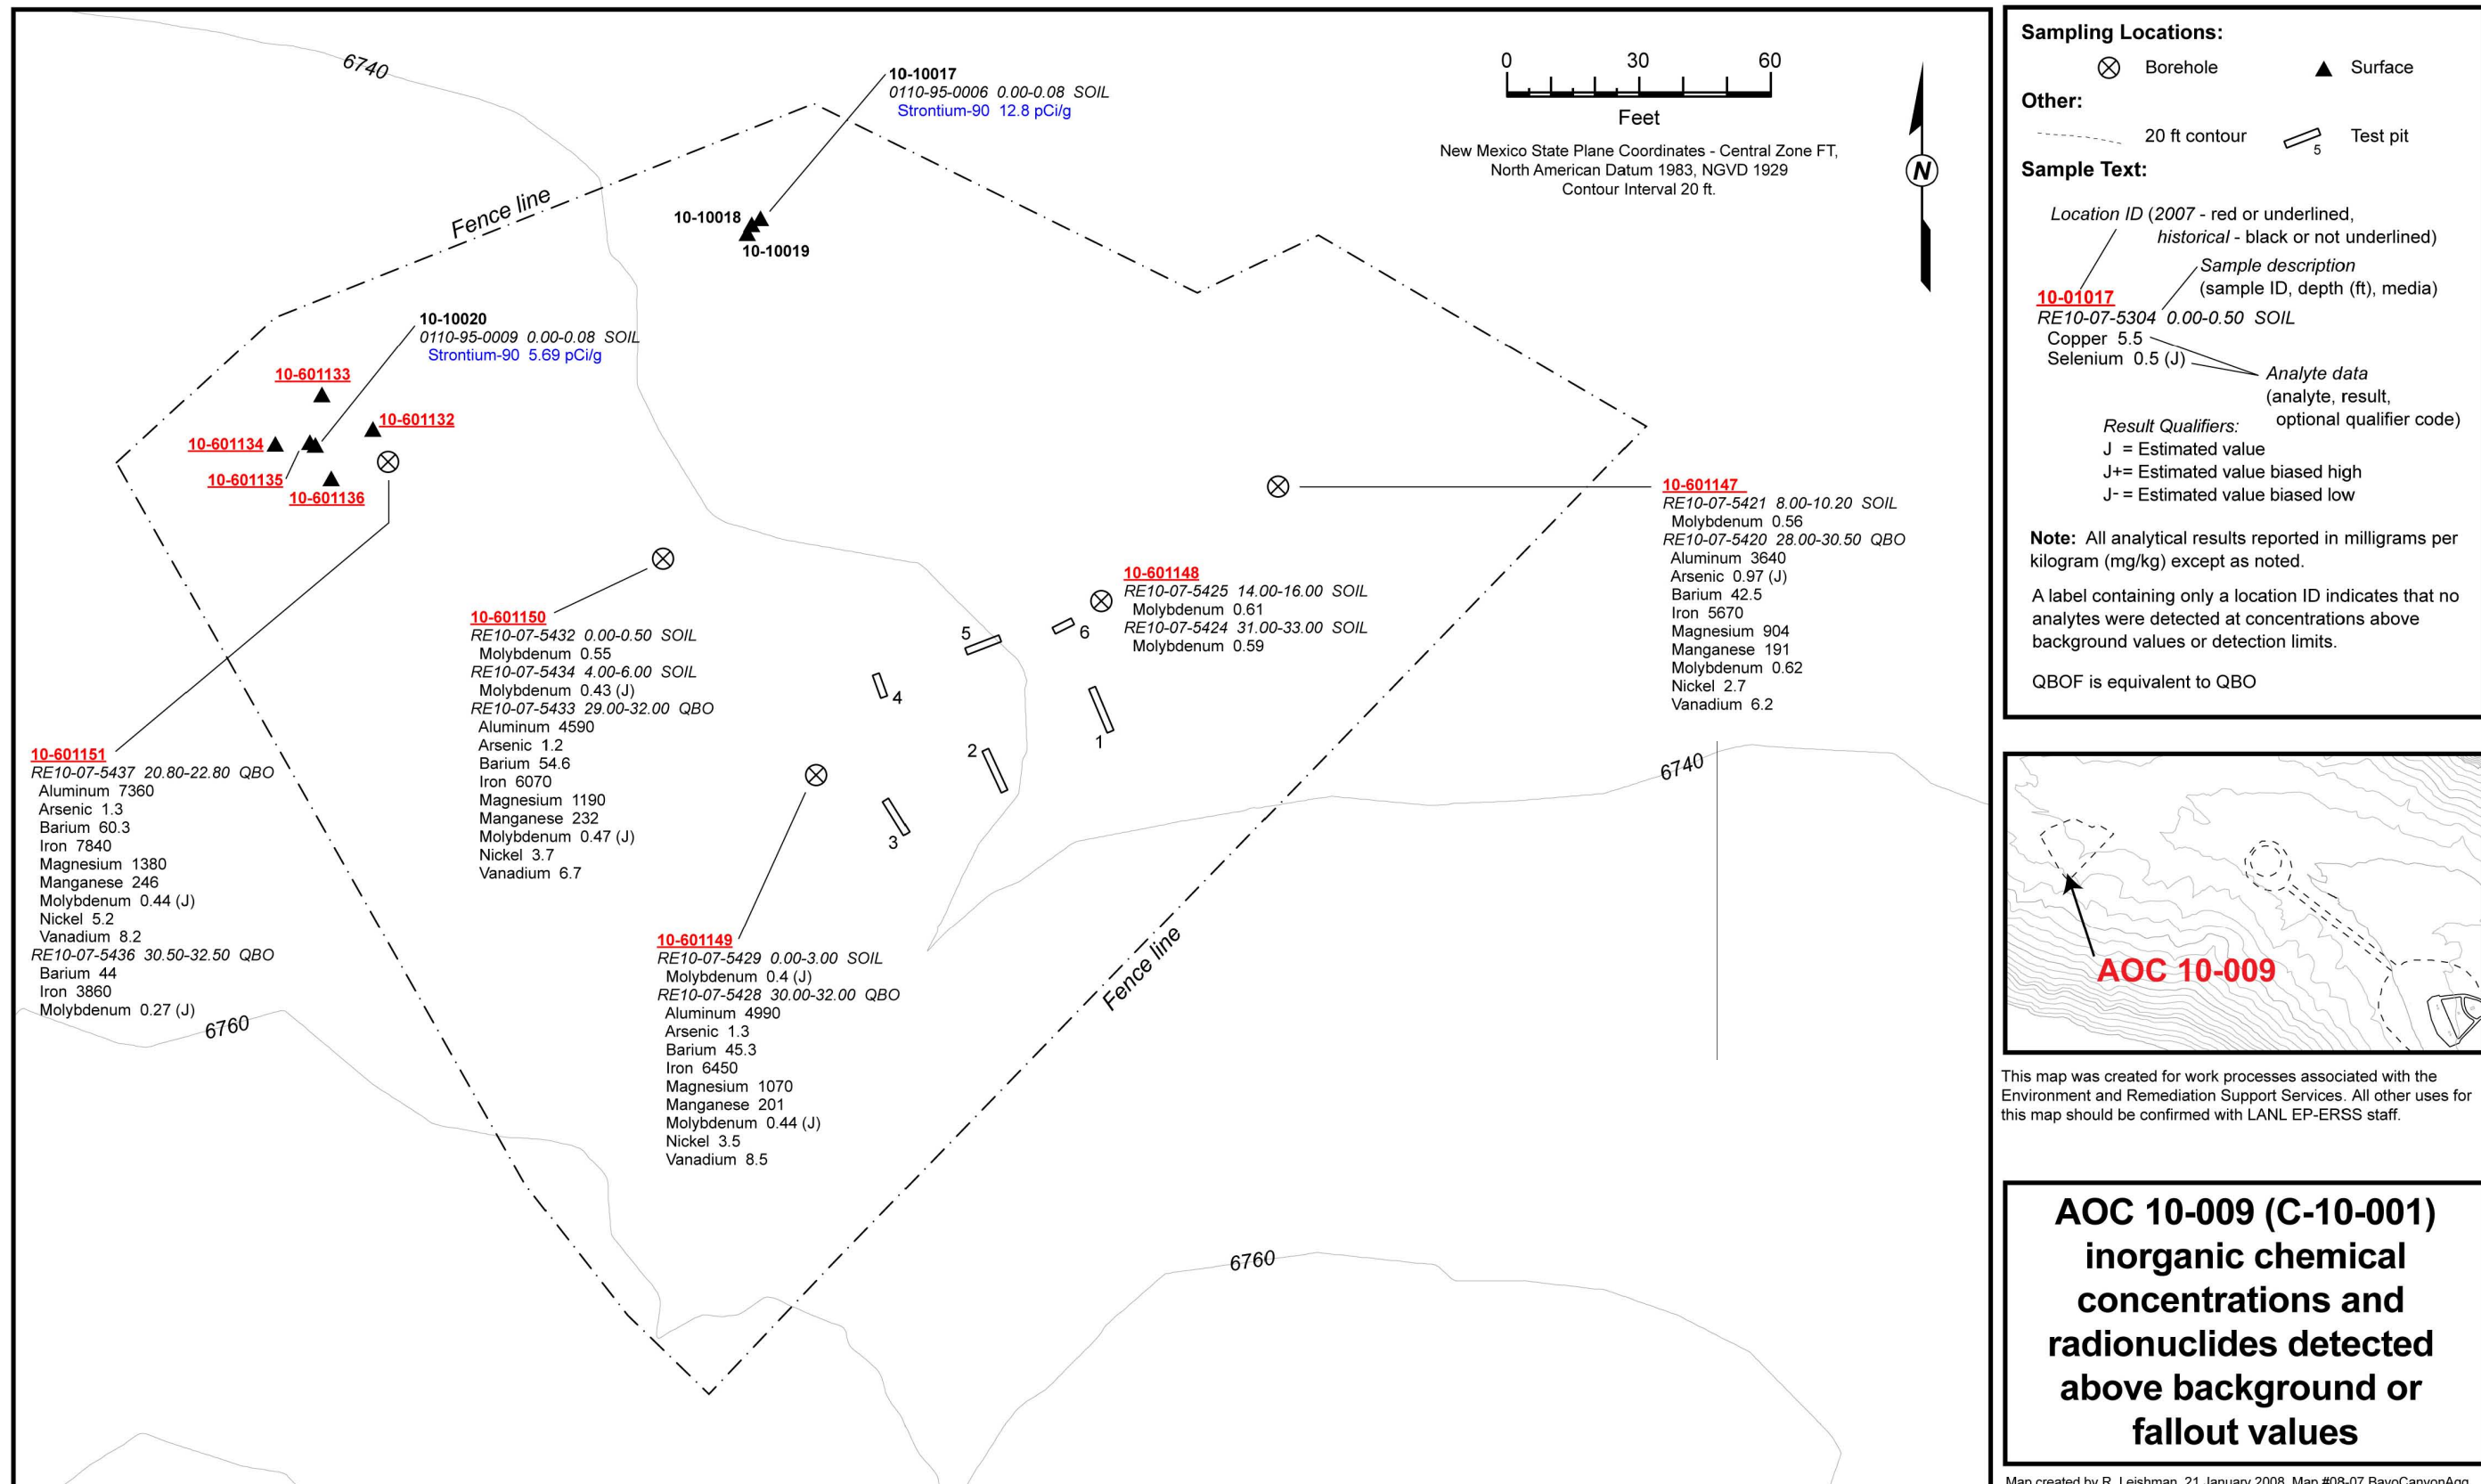 6740
10-10017
0110-95-0006 0.00-0.08 SOIL
Strontium-90 12.8 pCi/g
0 30 60
Feet
New Mexico State Plane Coordinates - Central Zone FT,
North American Datum 1983, NGVD 1929
Contour Interval 20 ft.
N
Fence line
10-10018
10-10019
10-10020
0110-95-0009 0.00-0.08 SOIL
Strontium-90 5.69 pCi/g
10-601133
10-601132
10-601134
10-601135
10-601136
10-601147
RE10-07-5421 8.00-10.20 SOIL
Molybdenum 0.56
RE10-07-5420 28.00-30.50 QBO
Aluminum 3640
Arsenic 0.97 (J)
Barium 42.5
Iron 5670
Magnesium 904
Manganese 191
Molybdenum 0.62
Nickel 2.7
Vanadium 6.2
10-601148
RE10-07-5425 14.00-16.00 SOIL
Molybdenum 0.61
RE10-07-5424 31.00-33.00 SOIL
Molybdenum 0.59
10-601150
RE10-07-5432 0.00-0.50 SOIL
Molybdenum 0.55
RE10-07-5434 4.00-6.00 SOIL
Molybdenum 0.43 (J)
RE10-07-5433 29.00-32.00 QBO
Aluminum 4590
Arsenic 1.2
Barium 54.6
Iron 6070
Magnesium 1190
Manganese 232
Molybdenum 0.47 (J)
Nickel 3.7
Vanadium 6.7
5
6
4
1
2
3
6740
10-601151
RE10-07-5437 20.80-22.80 QBO
Aluminum 7360
Arsenic 1.3
Barium 60.3
Iron 7840
Magnesium 1380
Manganese 246
Molybdenum 0.44 (J)
Nickel 5.2
Vanadium 8.2
RE10-07-5436 30.50-32.50 QBO
Barium 44
Iron 3860
Molybdenum 0.27 (J)
6760
10-601149
RE10-07-5429 0.00-3.00 SOIL
Molybdenum 0.4 (J)
RE10-07-5428 30.00-32.00 QBO
Aluminum 4990
Arsenic 1.3
Barium 45.3
Iron 6450
Magnesium 1070
Manganese 201
Molybdenum 0.44 (J)
Nickel 3.5
Vanadium 8.5
Fence line
6760
Sampling Locations:
Borehole Surface
Other:
20 ft contour 5 Test pit
Sample Text:
Location ID (2007 - red or underlined,
historical - black or not underlined)
Sample description
(sample ID, depth (ft), media)
10-01017
RE10-07-5304 0.00-0.50 SOIL
Copper 5.5
Selenium 0.5 (J)
Analyte data
(analyte, result,
optional qualifier code)
Result Qualifiers:
J = Estimated value
J+= Estimated value biased high
J- = Estimated value biased low
Note: All analytical results reported in milligrams per
kilogram (mg/kg) except as noted.
A label containing only a location ID indicates that no
analytes were detected at concentrations above
background values or detection limits.
QBOF is equivalent to QBO
AOC 10-009
This map was created for work processes associated with the
Environment and Remediation Support Services. All other uses for
this map should be confirmed with LANL EP-ERSS staff.
AOC 10-009 (C-10-001)
inorganic chemical
concentrations and
radionuclides detected
above background or
fallout values
Map created by R. Leishman, 21 January 2008, Map #08-07 BayoCanyonAgg